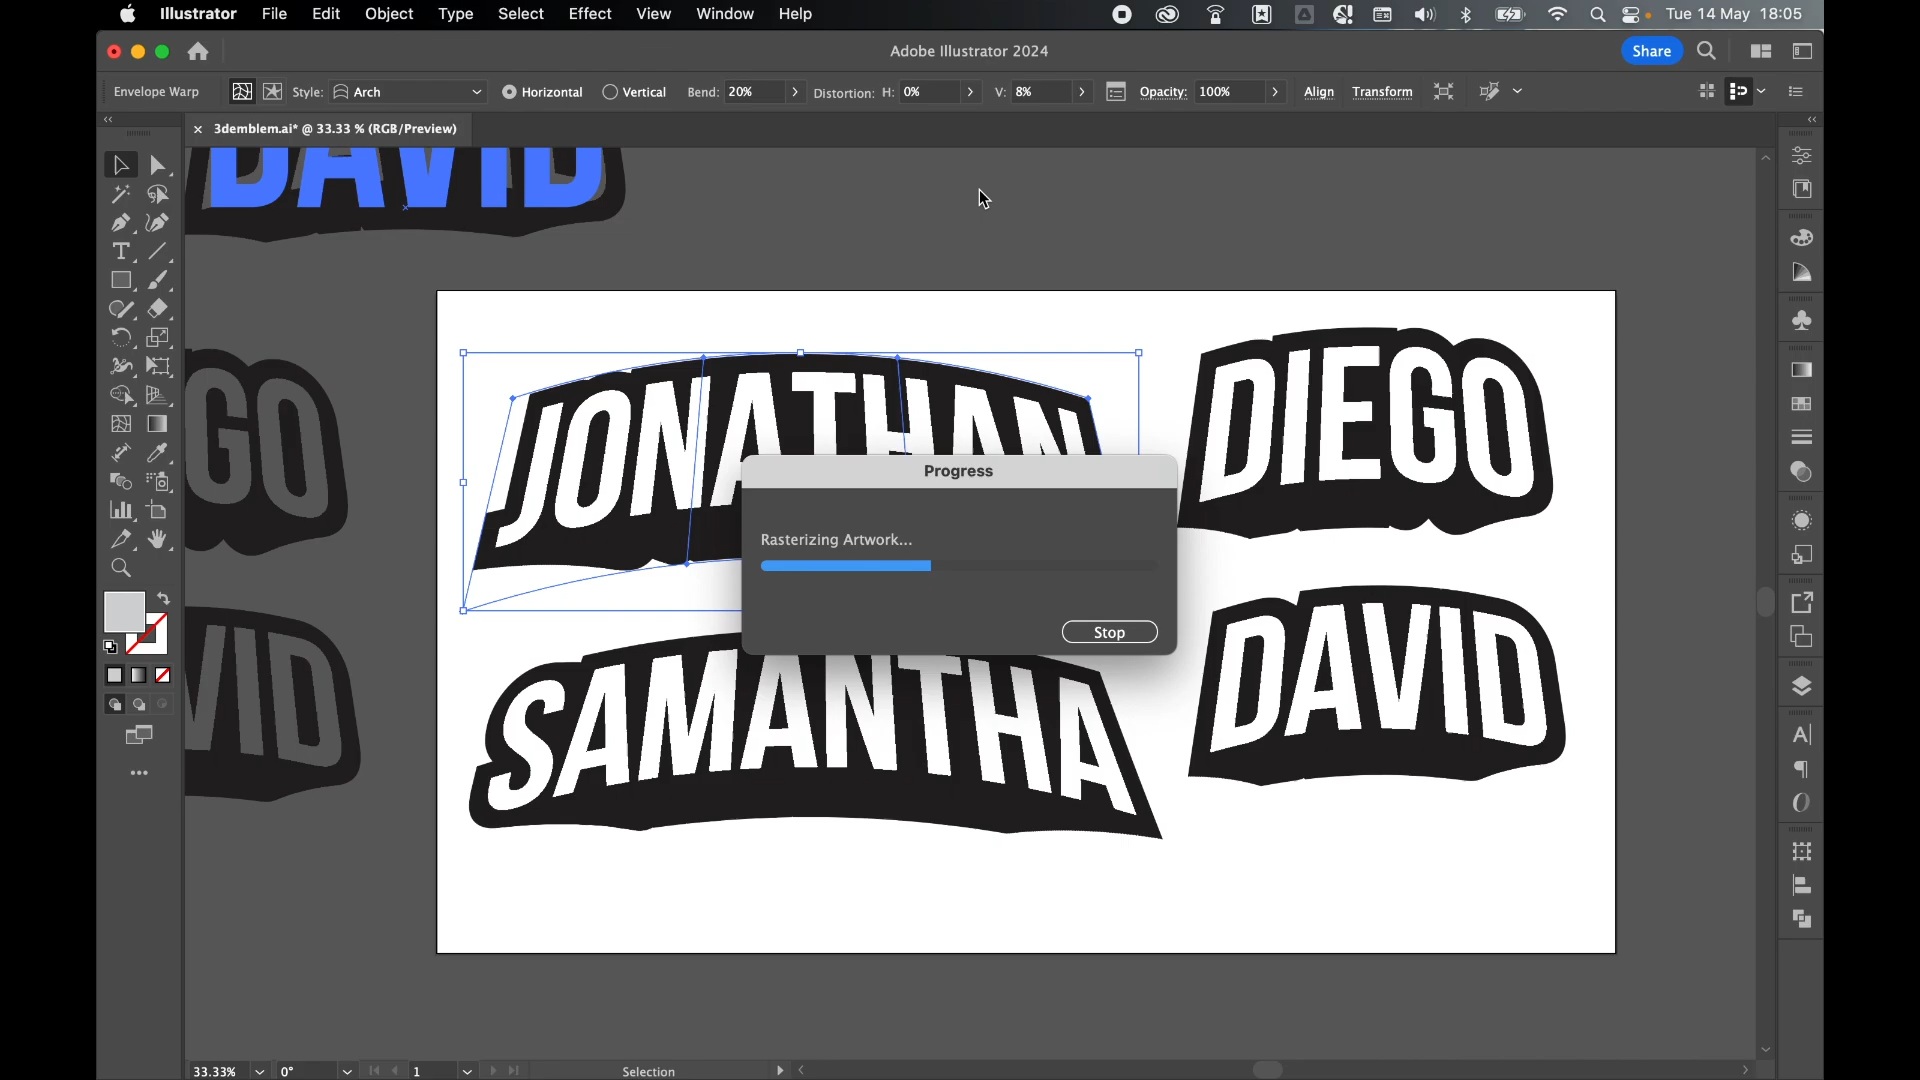 Illustrator File Edit Object Type Select Effect View Window Help Tue 14 May 18:05
Adobe Illustrator 2024 Share
Envelope Warp Style: Arch Horizontal Vertical Bend: 20% Distortion: H: 0% V: 8% Opacity: 100% Align Transform
3demblem.ai* @ 33.33 % (RGB/Preview)
DAVID
JONATHAN
DIEGO
GO
Progress
Rasterizing Artwork...
Stop
SAMANTHA
DAVID
VID
33.33% 0° 1 Selection